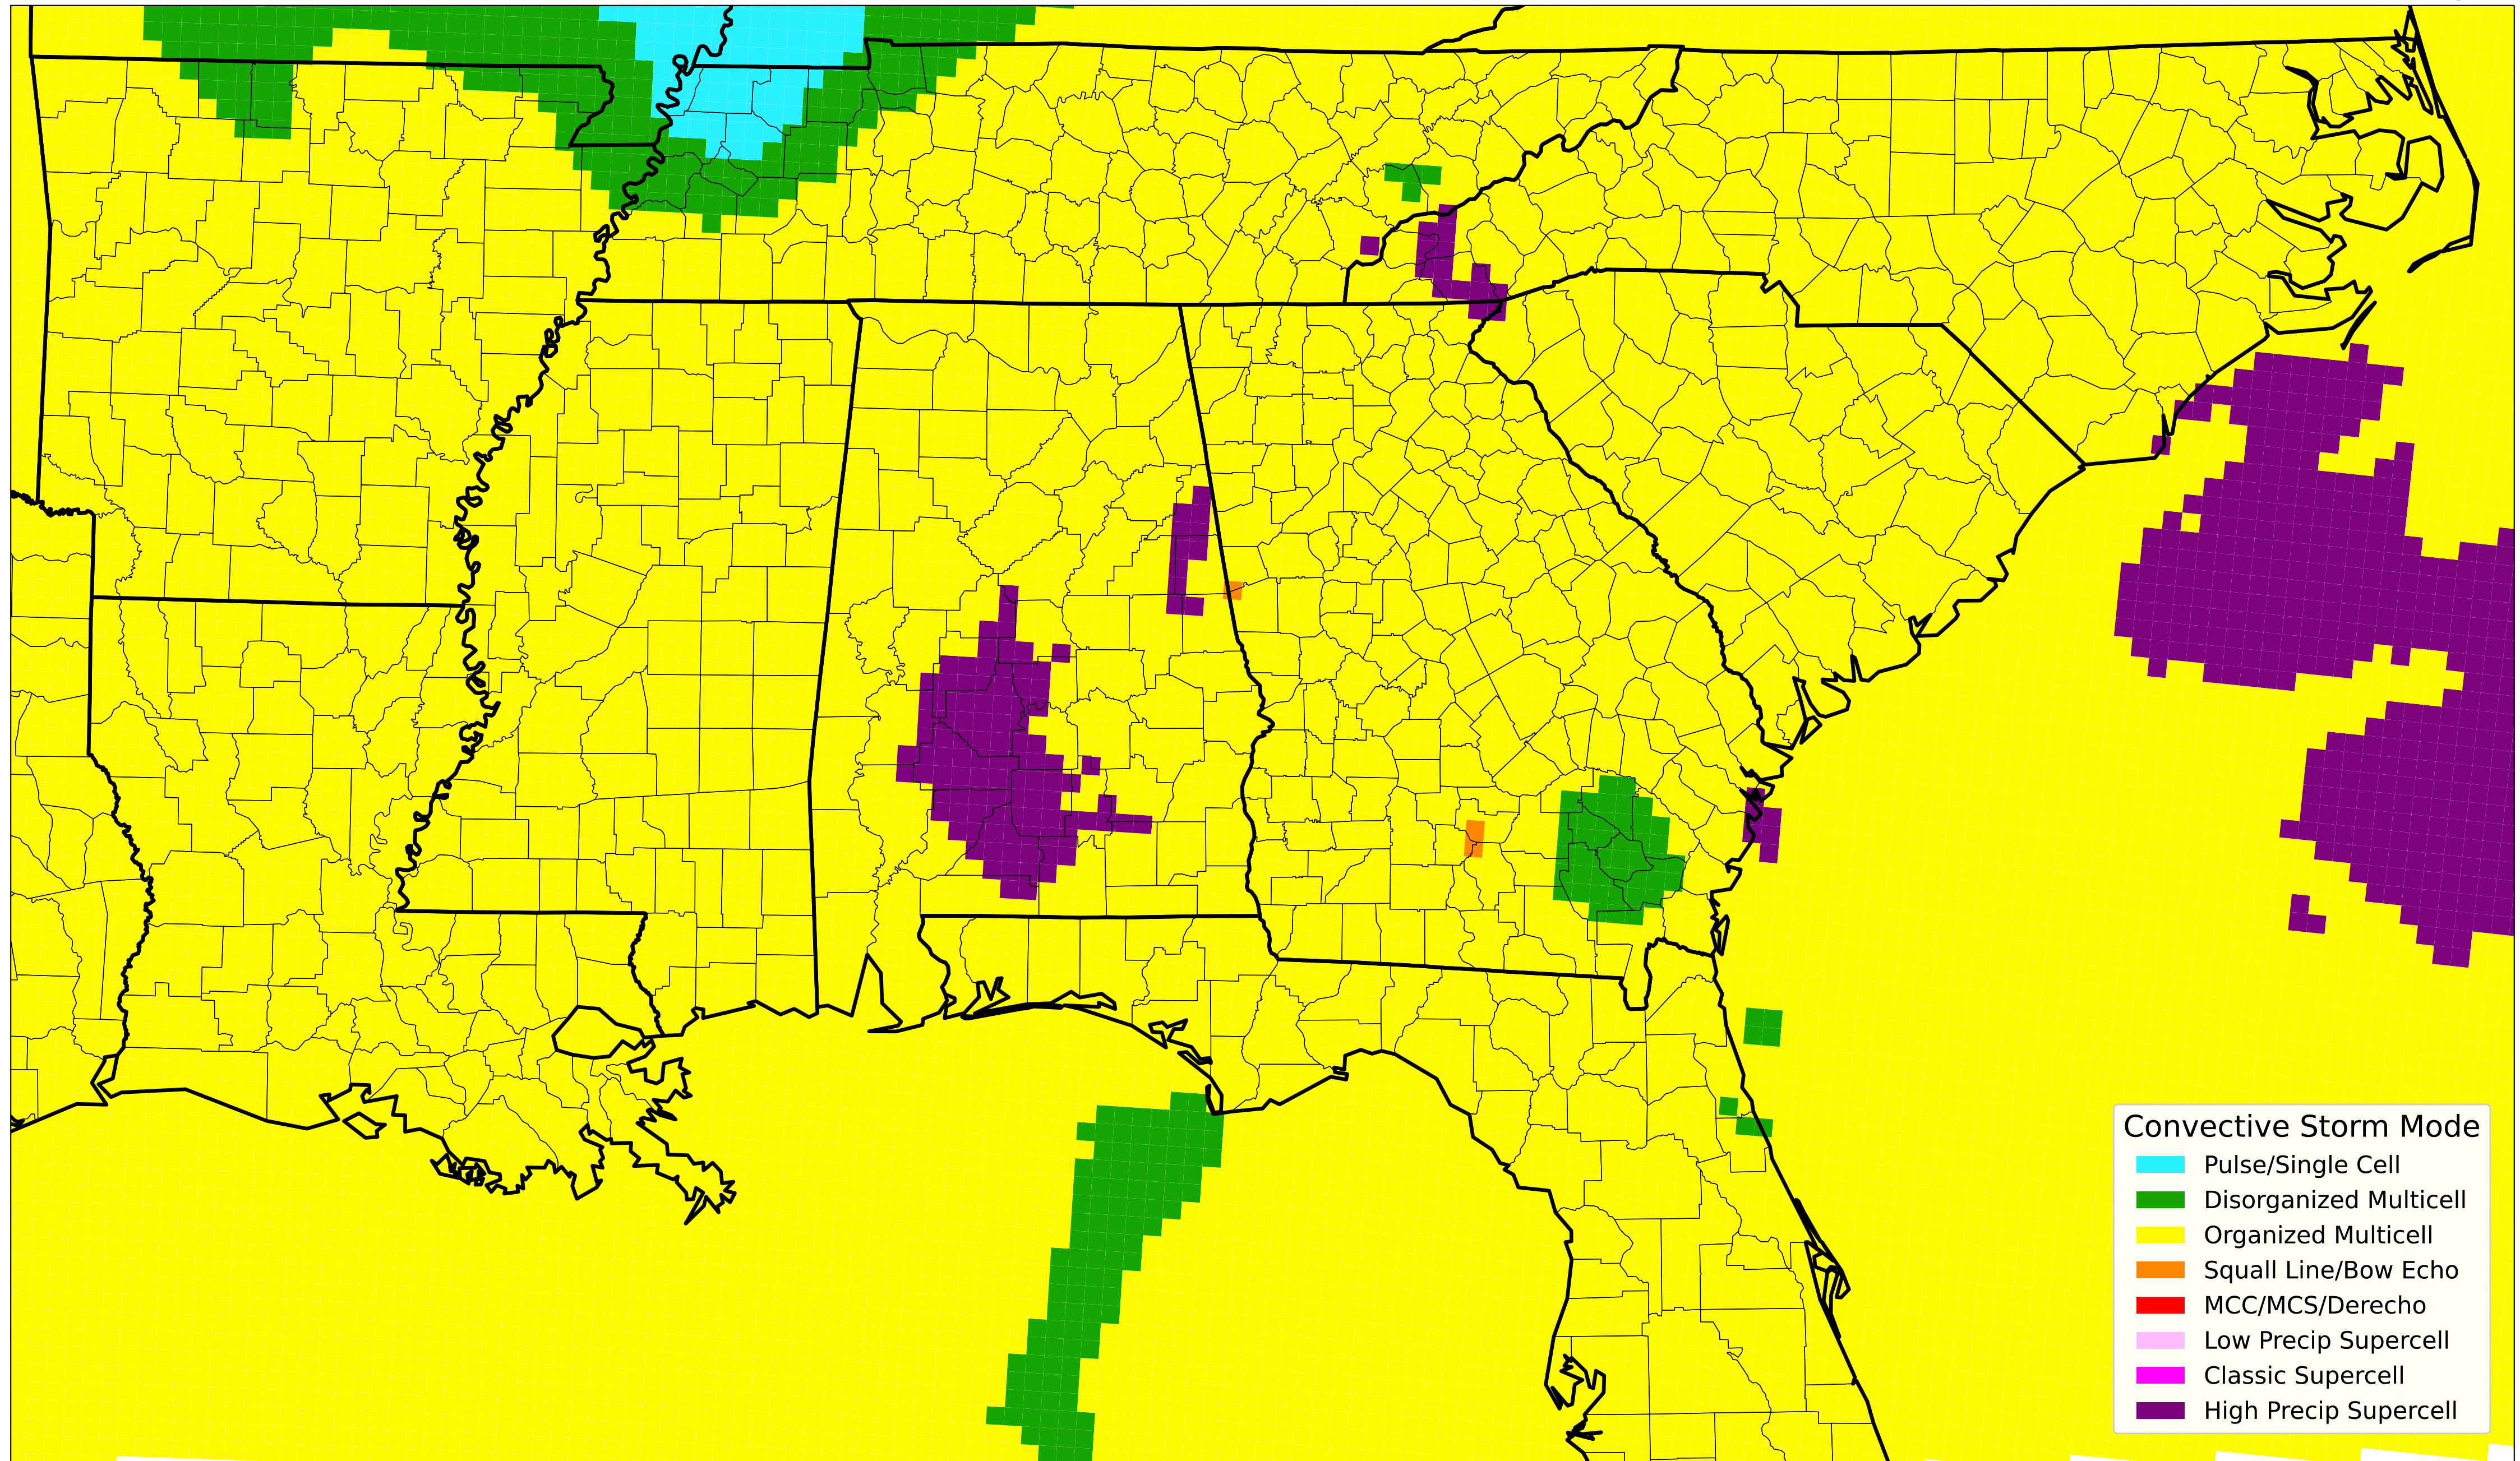 Convective Storm Mode
Pulse/Single Cell
Disorganized Multicell
Organized Multicell
Squall Line/Bow Echo
MCC/MCS/Derecho
Low Precip Supercell
Classic Supercell
High Precip Supercell